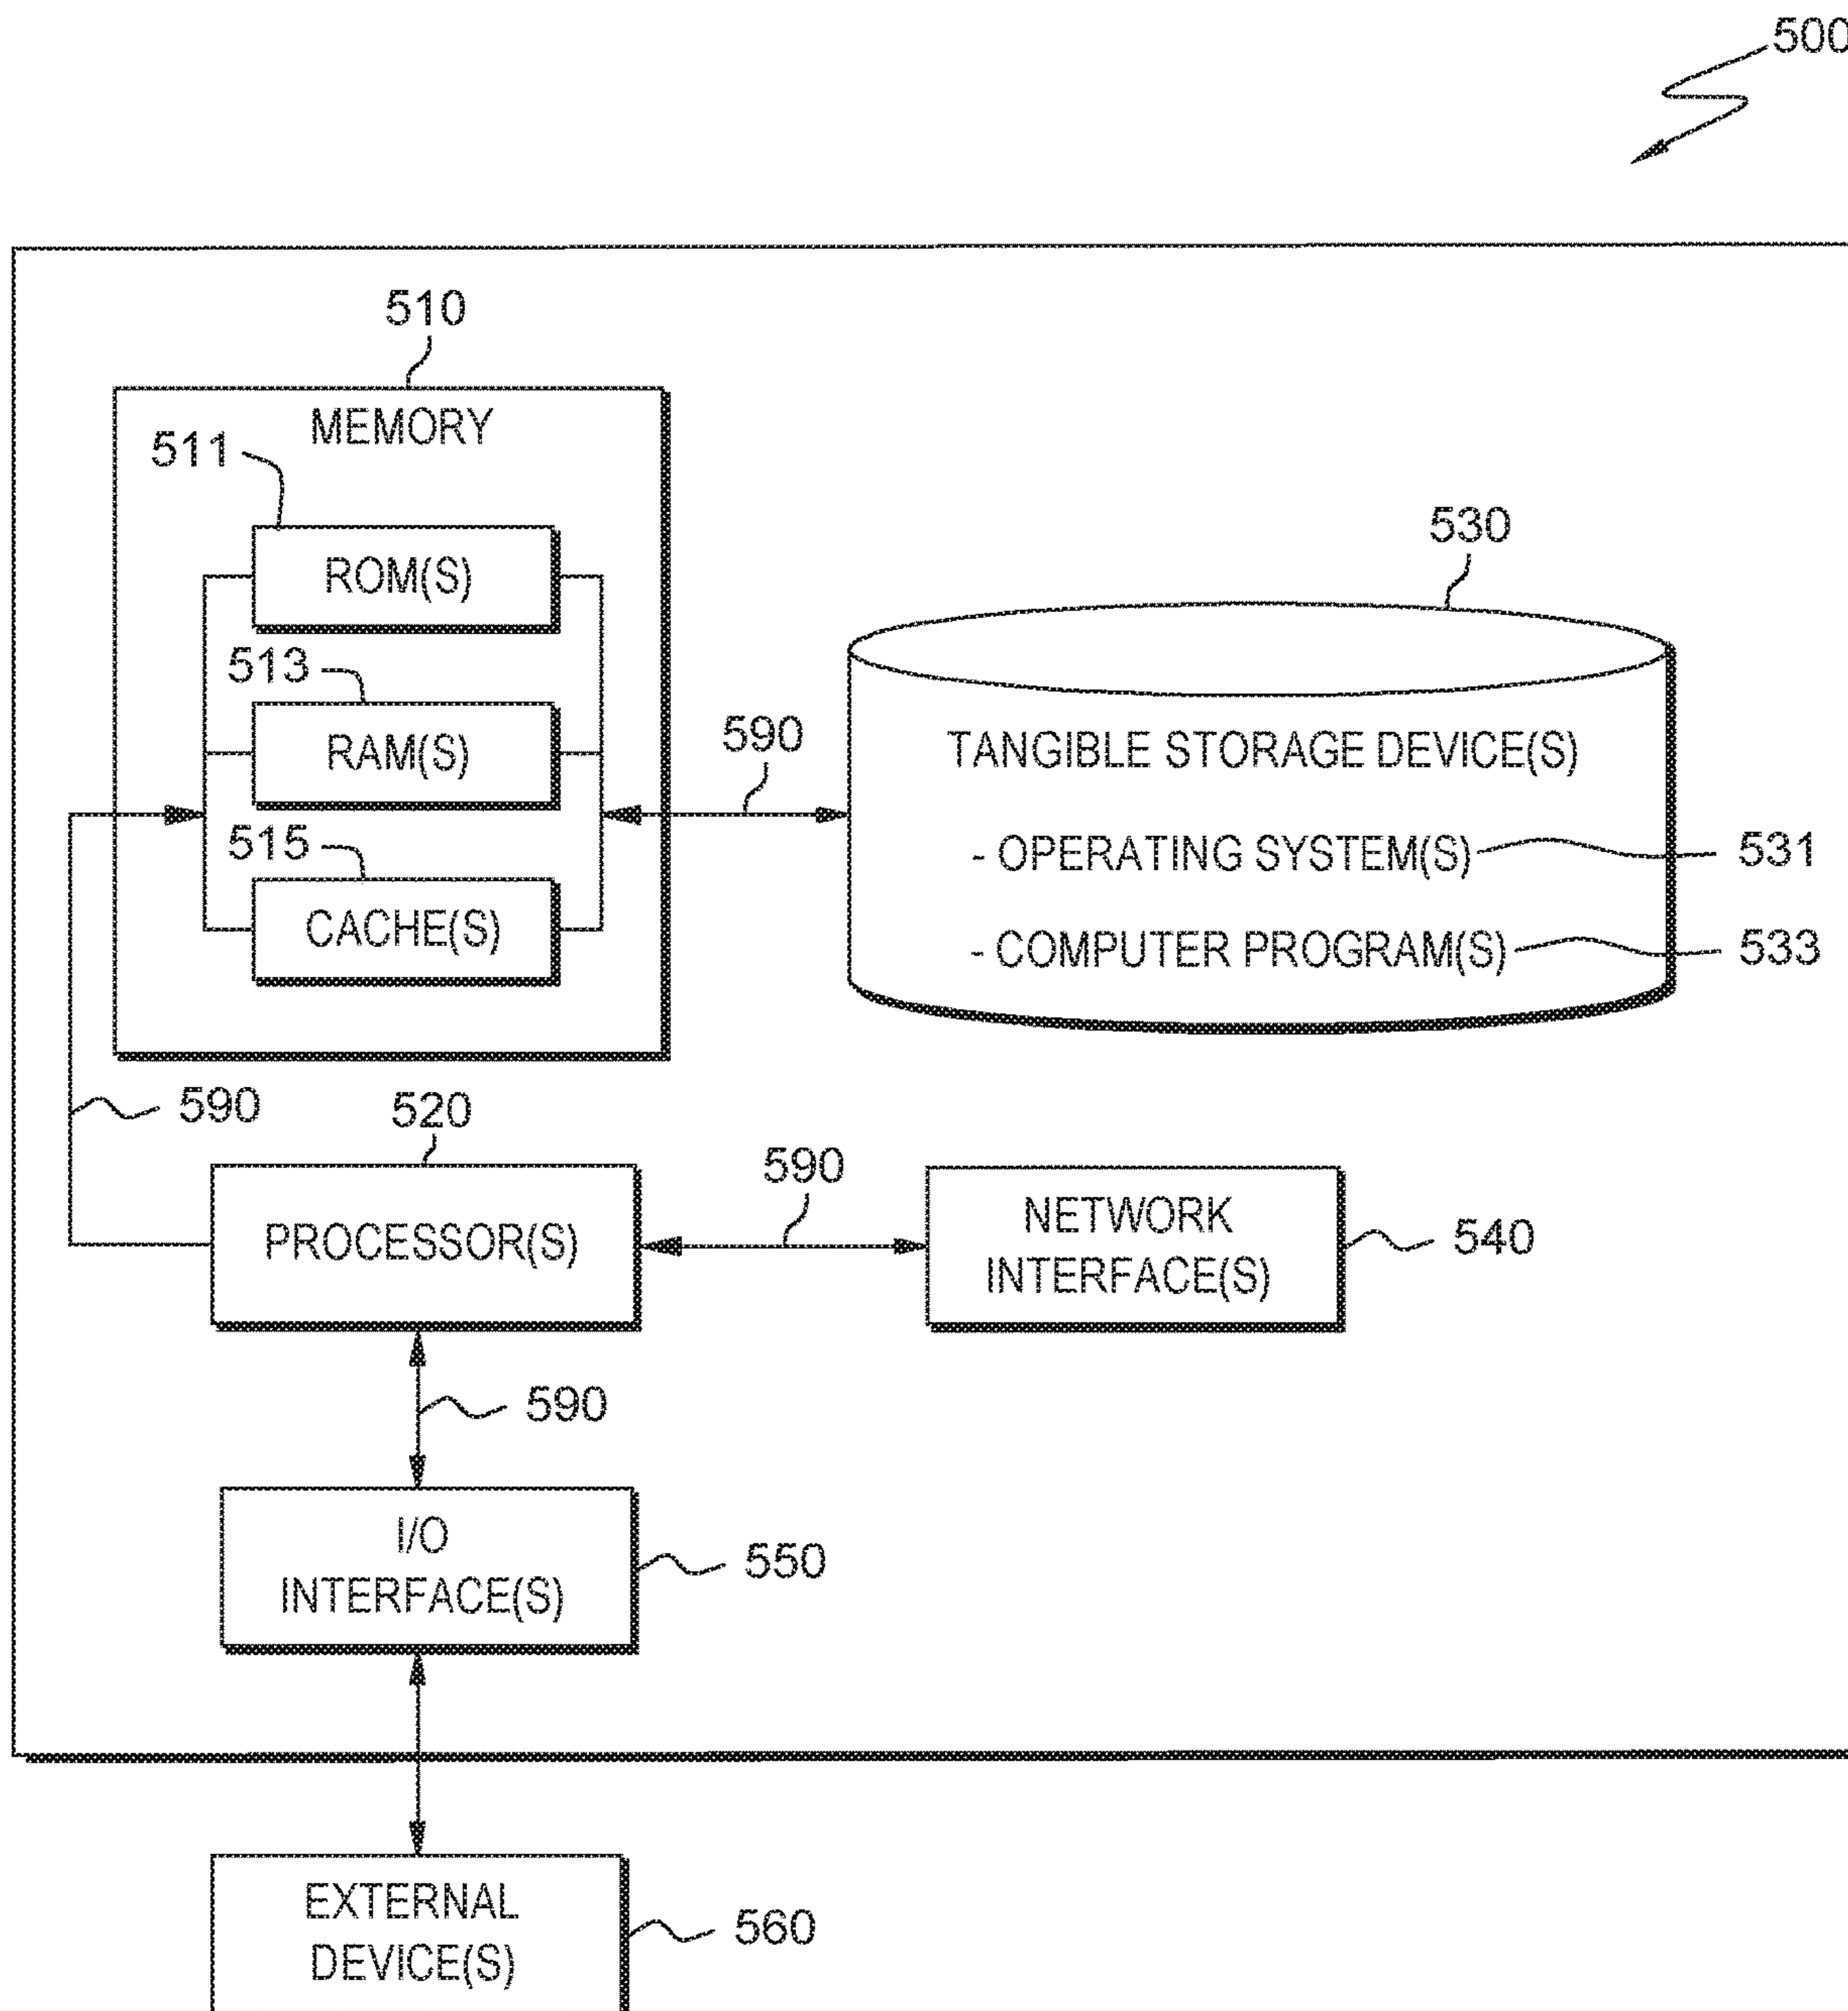 500
510
MEMORY
511
ROM(S)
513
RAM(S)
515
CACHE(S)
590
530
TANGIBLE STORAGE DEVICE(S)
- OPERATING SYSTEM(S)
531
- COMPUTER PROGRAM(S)
533
590
520
PROCESSOR(S)
590
NETWORK
INTERFACE(S)
540
590
I/O
INTERFACE(S)
550
EXTERNAL
DEVICE(S)
560